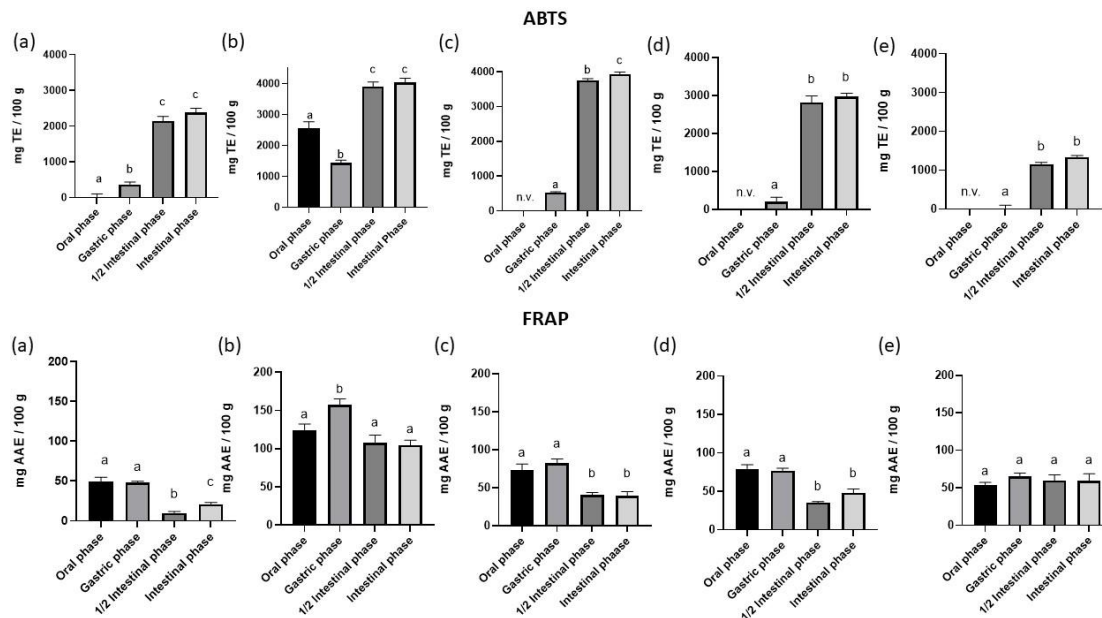 ABTS
(a)
mg TE / 100 g
4000
3000
2000
1000
0
a
b
c
c
Oral phase
Gastric phase
1/2 Intestinal phase
Intestinal phase
(b)
mg TE / 100 g
4000
3000
2000
1000
0
a
b
c
c
Oral phase
Gastric phase
1/2 Intestinal phase
Intestinal Phase
(c)
mg TE / 100 g
4000
3000
2000
1000
0
n.v.
a
b
c
Oral phase
Gastric phase
1/2 Intestinal phase
Intestinal phase
(d)
mg TE / 100 g
4000
3000
2000
1000
0
n.v.
a
b
b
Oral phase
Gastric phase
1/2 Intestinal phase
Intestinal phase
(e)
mg TE / 100 g
4000
3000
2000
1000
0
n.v.
a
b
b
Oral phase
Gastric phase
1/2 Intestinal phase
Intestinal phase
FRAP
(a)
mg AAE / 100 g
200
150
100
50
0
a
a
b
c
Oral phase
Gastric phase
1/2 Intestinal phase
Intestinal phase
(b)
mg AAE / 100 g
200
150
100
50
0
a
b
a
a
Oral phase
Gastric phase
1/2 Intestinal phase
Intestinal phase
(c)
mg AAE / 100 g
200
150
100
50
0
a
a
b
b
Oral phase
Gastric phase
1/2 Intestinal phase
Intestinal phase
(d)
mg AAE / 100 g
200
150
100
50
0
a
a
b
b
Oral phase
Gastric phase
1/2 Intestinal phase
Intestinal phase
(e)
mg AAE / 100 g
200
150
100
50
0
a
a
a
a
Oral phase
Gastric phase
1/2 Intestinal phase
Intestinal phase